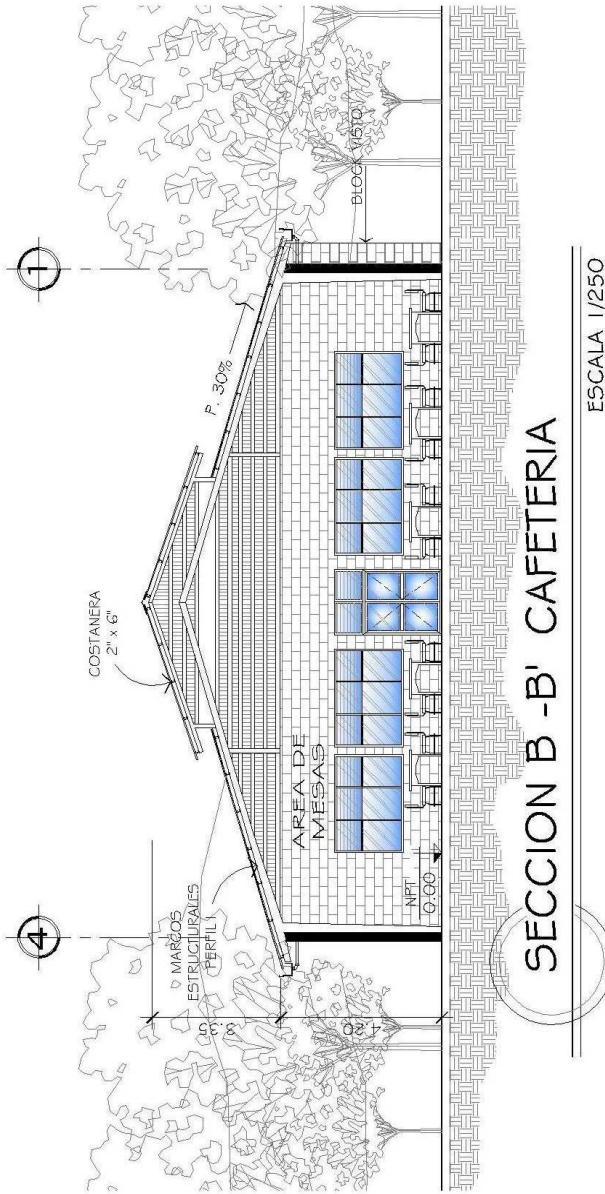 4
1
COSTANERA
2" x 6"
P. 30%
MARCOS
ESTRUCTURALES
PERFIL I
3.35
4.20
BLOCK VISTO
AREA DE
MESAS
NPT
0.00
SECCION B -B' CAFETERIA
ESCALA 1/250